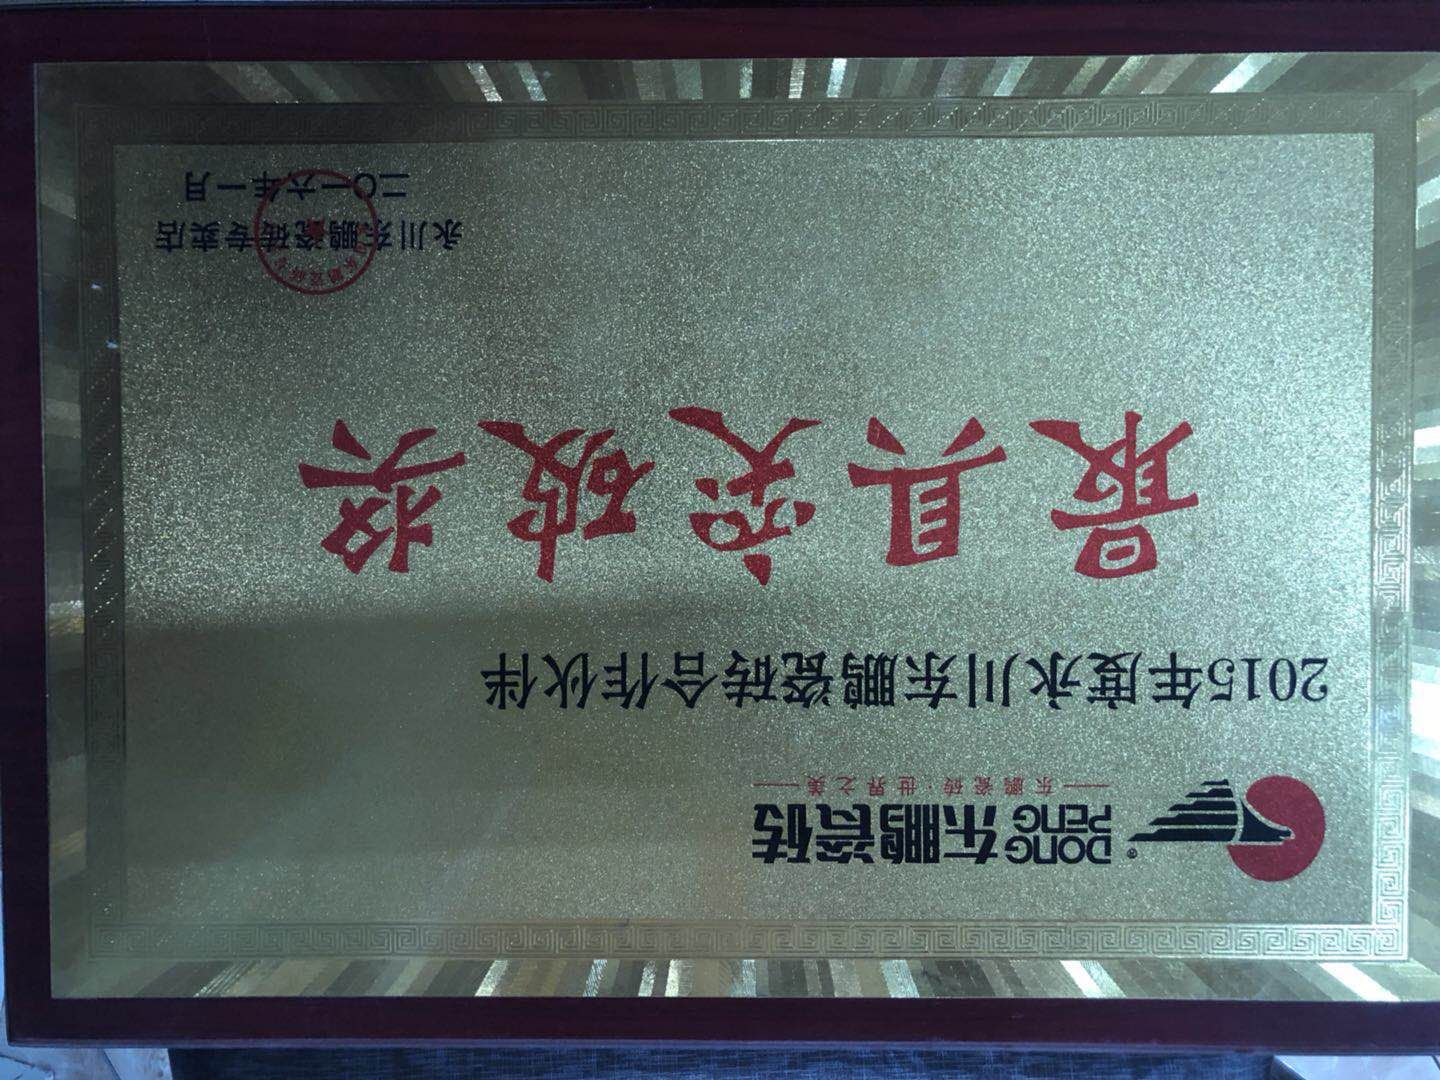 DONG PENG 东鹏瓷砖®
东鹏瓷砖·世界之美
2015年度永川东鹏瓷砖合作伙伴
最具突破奖
永川东鹏瓷砖专卖店
二〇一六年一月